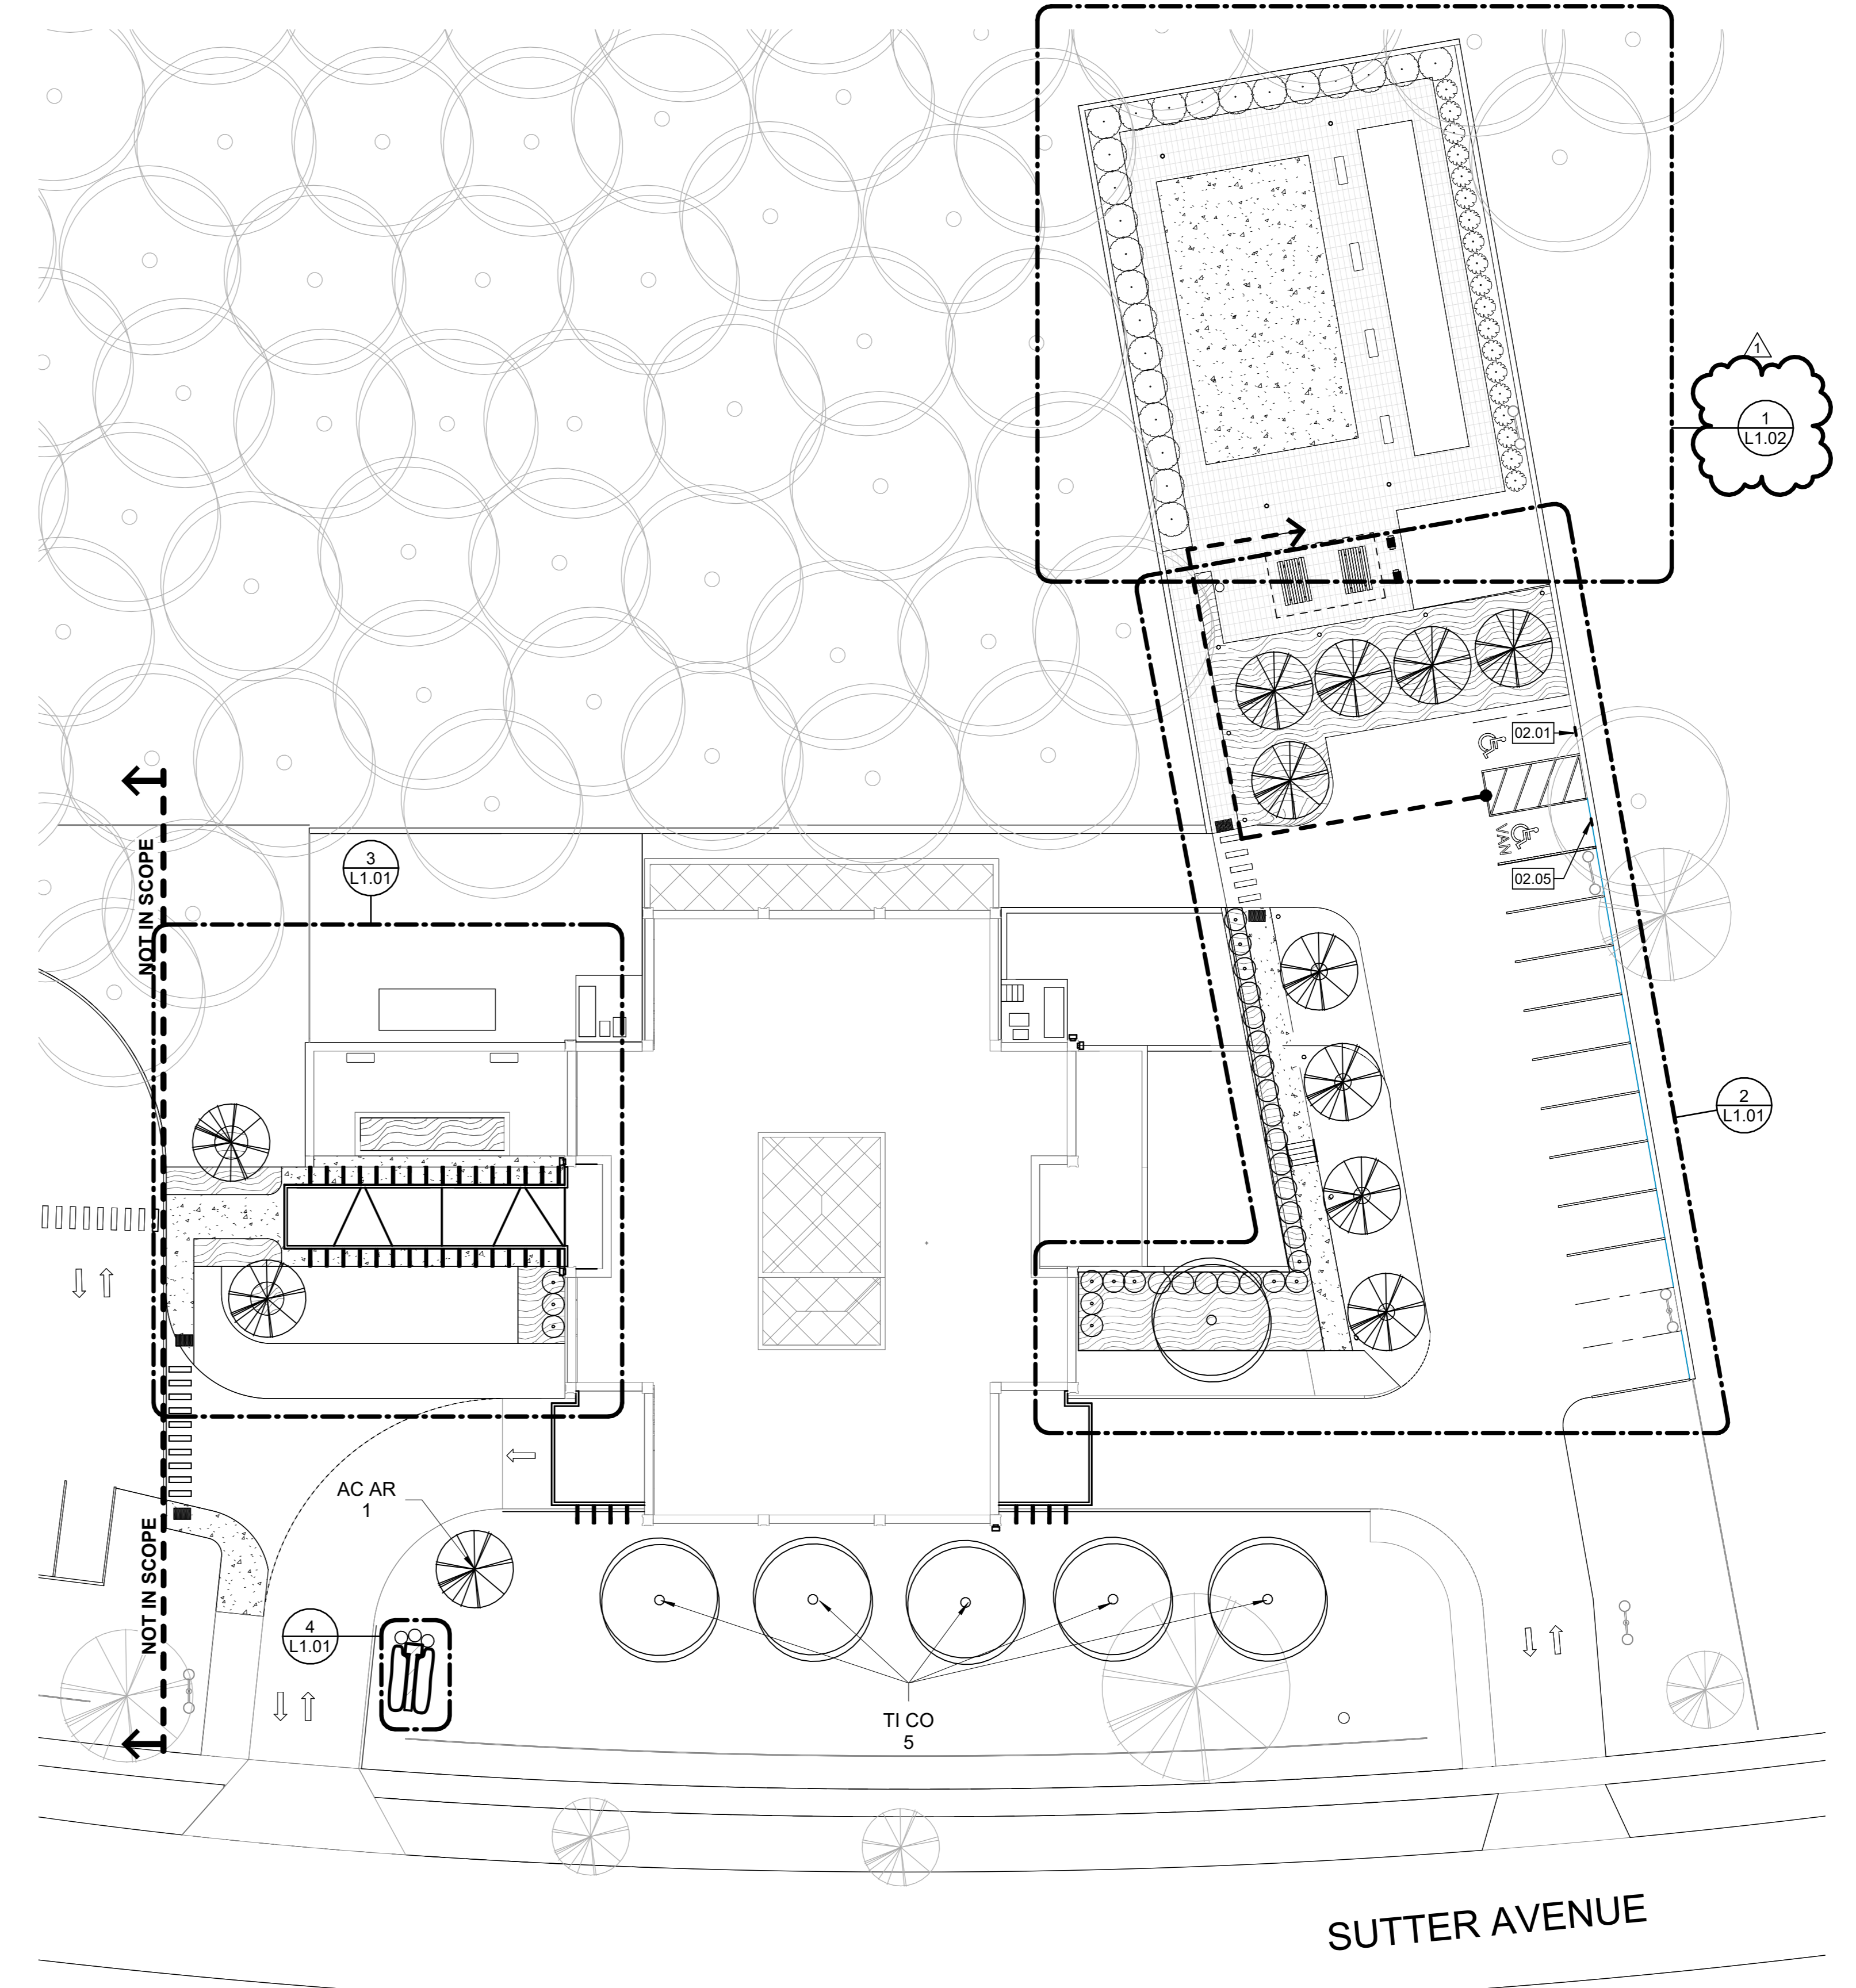 1
1
L1.02
02.01
VAN
02.05
NOT IN SCOPE
3
L1.01
2
L1.01
AC AR
1
NOT IN SCOPE
4
L1.01
TI CO
5
SUTTER AVENUE